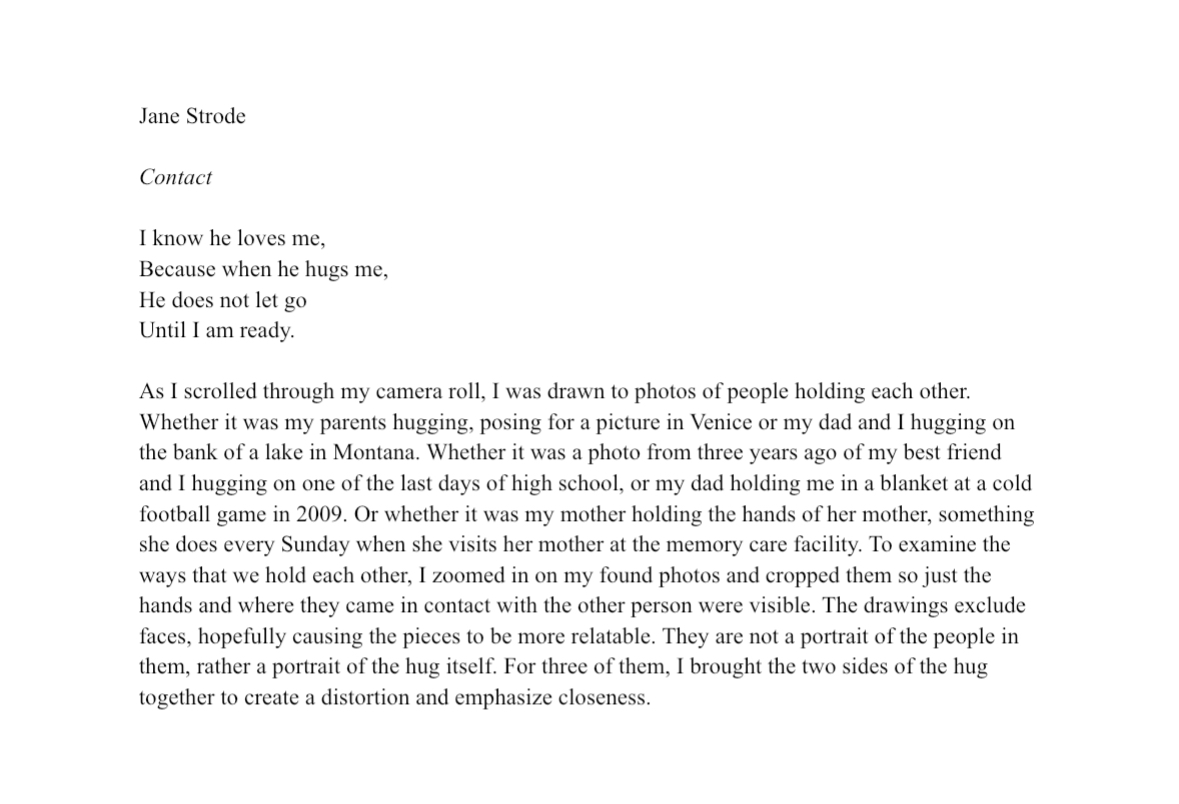 Jane Strode
Contact
I know he loves me,
Because when he hugs me,
He does not let go
Until I am ready.
As I scrolled through my camera roll, I was drawn to photos of people holding each other.
Whether it was my parents hugging, posing for a picture in Venice or my dad and I hugging on
the bank of a lake in Montana. Whether it was a photo from three years ago of my best friend
and I hugging on one of the last days of high school, or my dad holding me in a blanket at a cold
football game in 2009. Or whether it was my mother holding the hands of her mother, something
she does every Sunday when she visits her mother at the memory care facility. To examine the
ways that we hold each other, I zoomed in on my found photos and cropped them so just the
hands and where they came in contact with the other person were visible. The drawings exclude
faces, hopefully causing the pieces to be more relatable. They are not a portrait of the people in
them, rather a portrait of the hug itself. For three of them, I brought the two sides of the hug
together to create a distortion and emphasize closeness.